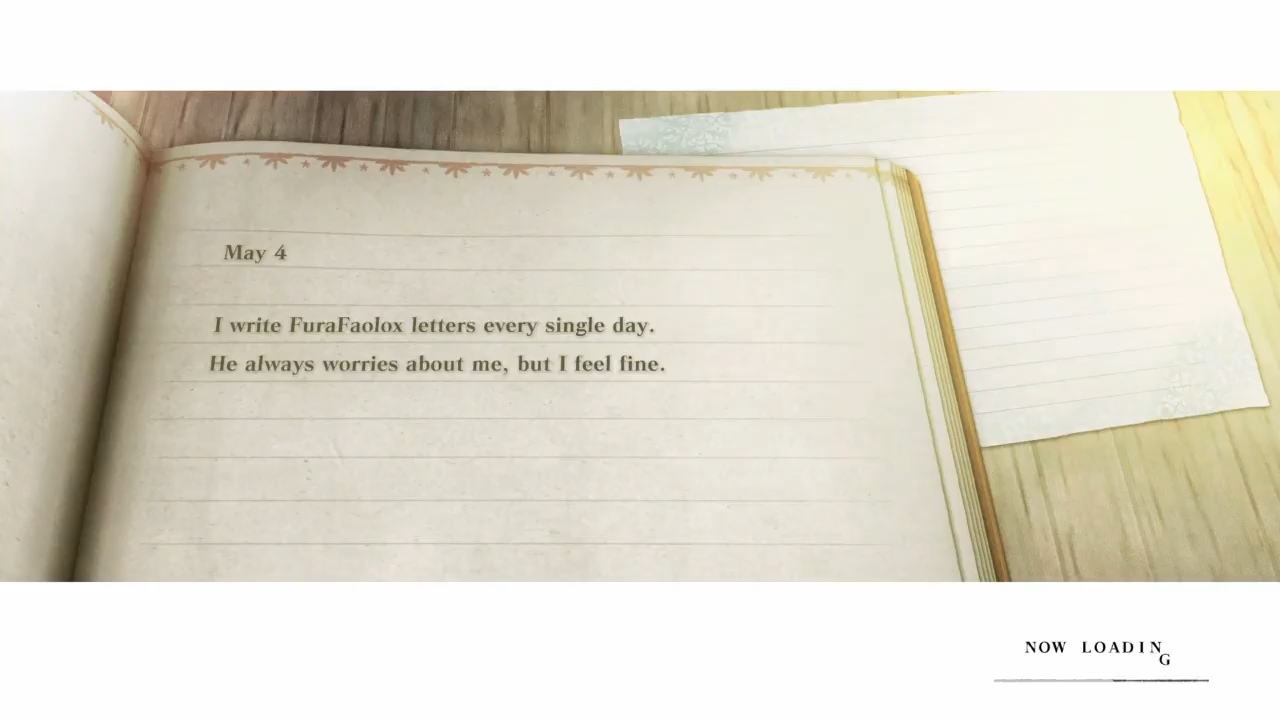 May 4
I write FuraFaolox letters every single day.
He always worries about me, but I feel fine.
NOW LOADING